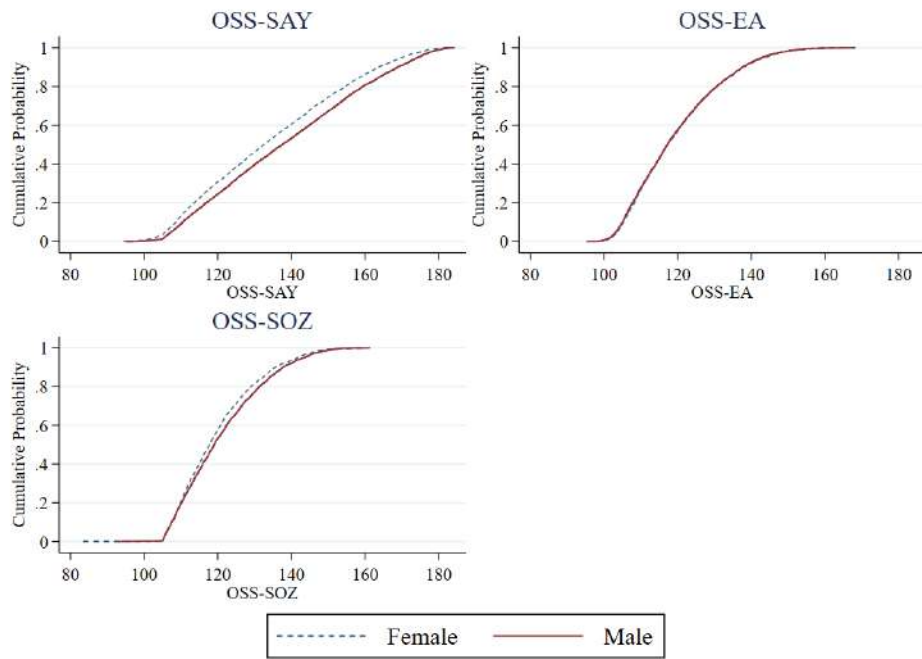 OSS-SAY
Cumulative Probability
1
.8
.6
.4
.2
0
80 100 120 140 160 180
OSS-SAY
OSS-EA
Cumulative Probability
1
.8
.6
.4
.2
0
80 100 120 140 160 180
OSS-EA
OSS-SOZ
Cumulative Probability
1
.8
.6
.4
.2
0
80 100 120 140 160 180
OSS-SOZ
Female Male